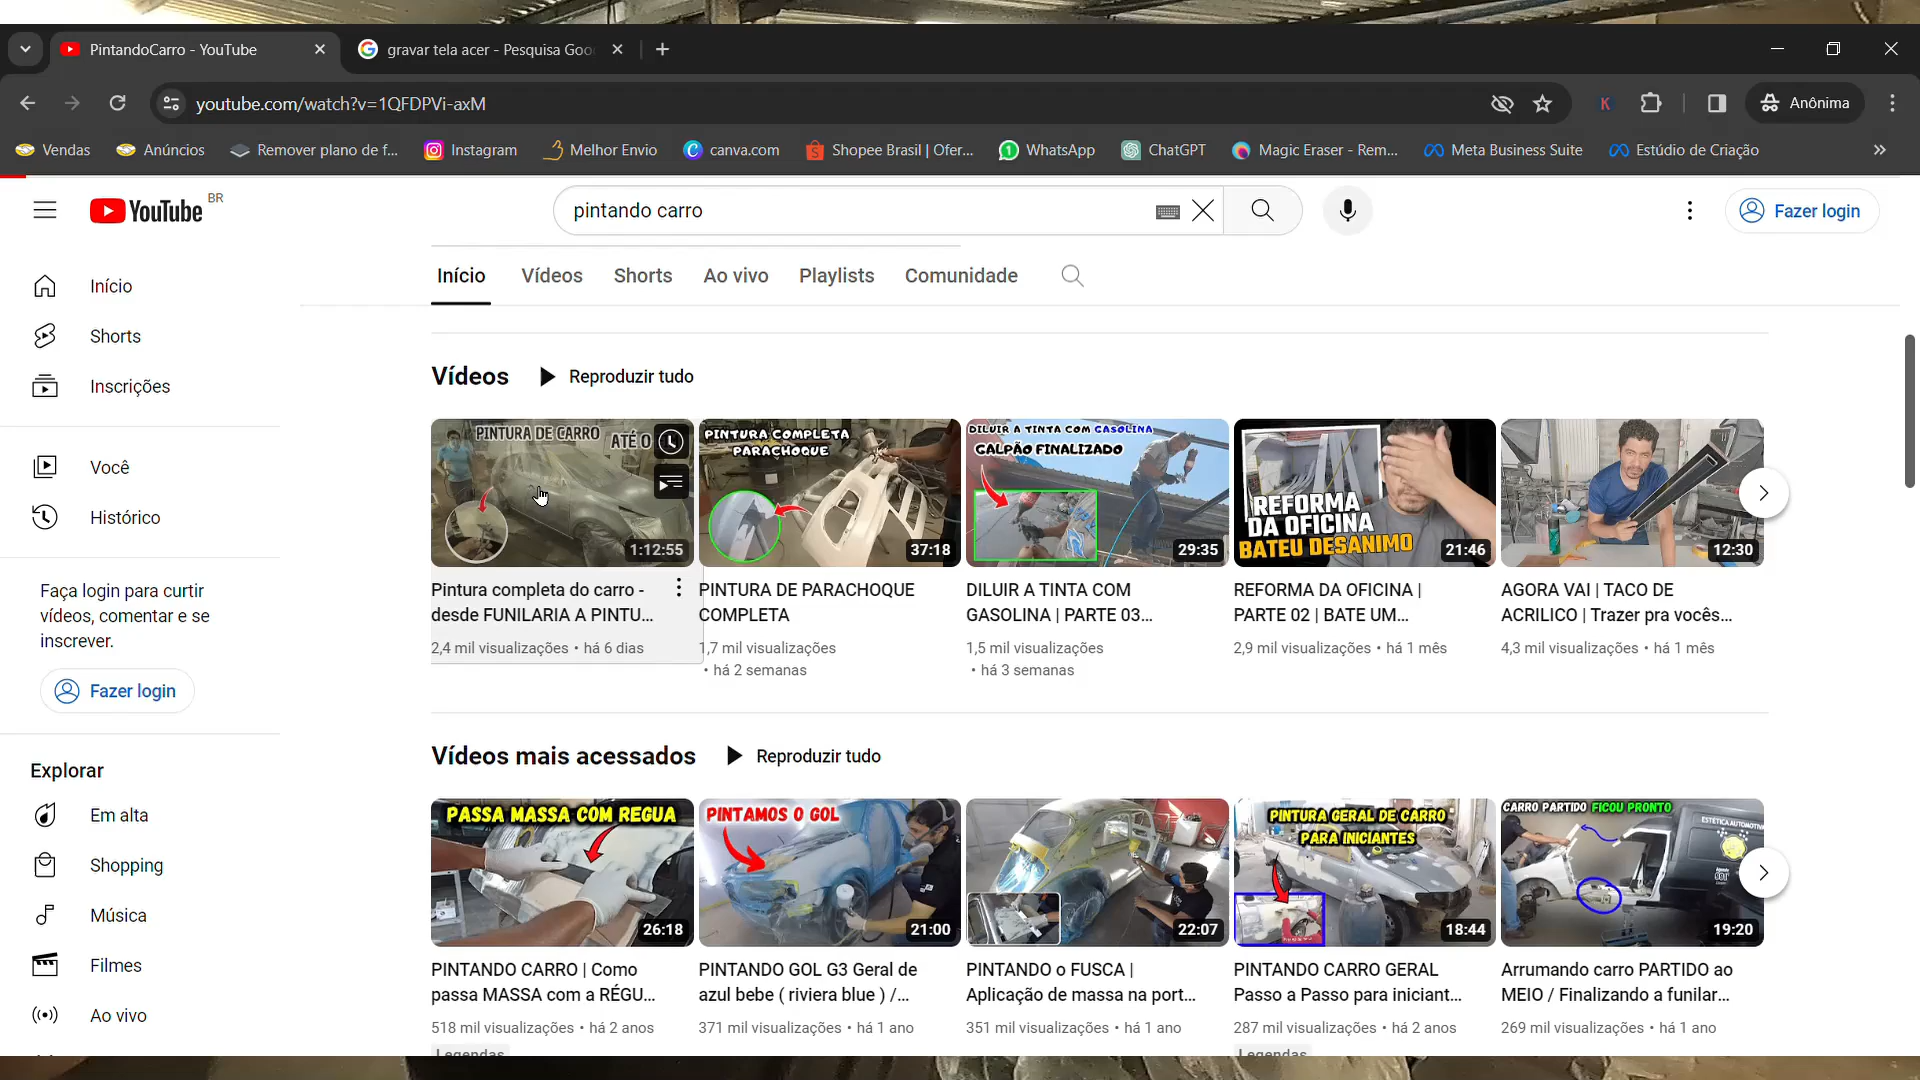 PintandoCarro - YouTube
gravar tela acer - Pesquisa Goo
youtube.com/watch?v=1QFDPVi-axM
K
Anônima
Vendas
Anúncios
Remover plano de f...
Instagram
Melhor Envio
canva.com
Shopee Brasil | Ofer...
WhatsApp
ChatGPT
Magic Eraser - Rem...
Meta Business Suite
Estúdio de Criação
YouTube BR
pintando carro
Fazer login
Início
Vídeos
Shorts
Ao vivo
Playlists
Comunidade
Início
Shorts
Inscrições
Você
Histórico
Faça login para curtir
vídeos, comentar e se
inscrever.
Fazer login
Explorar
Em alta
Shopping
Música
Filmes
Ao vivo
Vídeos
Reproduzir tudo
PINTURA DE CARRO ATÉ O
1:12:55
Pintura completa do carro -
desde FUNILARIA A PINTU...
2,4 mil visualizações • há 6 dias
PINTURA COMPLETA
PARACHOQUE
37:18
PINTURA DE PARACHOQUE
COMPLETA
1,7 mil visualizações
• há 2 semanas
DILUIR A TINTA COM GASOLINA
GALPÃO FINALIZADO
29:35
DILUIR A TINTA COM
GASOLINA | PARTE 03...
1,5 mil visualizações
• há 3 semanas
REFORMA
DA OFICINA
BATEU DESANIMO
21:46
REFORMA DA OFICINA |
PARTE 02 | BATE UM...
2,9 mil visualizações • há 1 mês
12:30
AGORA VAI | TACO DE
ACRILICO | Trazer pra vocês...
4,3 mil visualizações • há 1 mês
Vídeos mais acessados
Reproduzir tudo
PASSA MASSA COM REGUA
26:18
PINTANDO CARRO | Como
passa MASSA com a RÉGU...
518 mil visualizações • há 2 anos
Legendas
PINTAMOS O GOL
21:00
PINTANDO GOL G3 Geral de
azul bebe ( riviera blue ) /...
371 mil visualizações • há 1 ano
22:07
PINTANDO o FUSCA |
Aplicação de massa na port...
351 mil visualizações • há 1 ano
PINTURA GERAL DE CARRO
PARA INICIANTES
18:44
PINTANDO CARRO GERAL
Passo a Passo para iniciant...
287 mil visualizações • há 2 anos
Legendas
CARRO PARTIDO FICOU PRONTO
ESTÉTICA AUTOMOTIVA
19:20
Arrumando carro PARTIDO ao
MEIO / Finalizando a funilar...
269 mil visualizações • há 1 ano